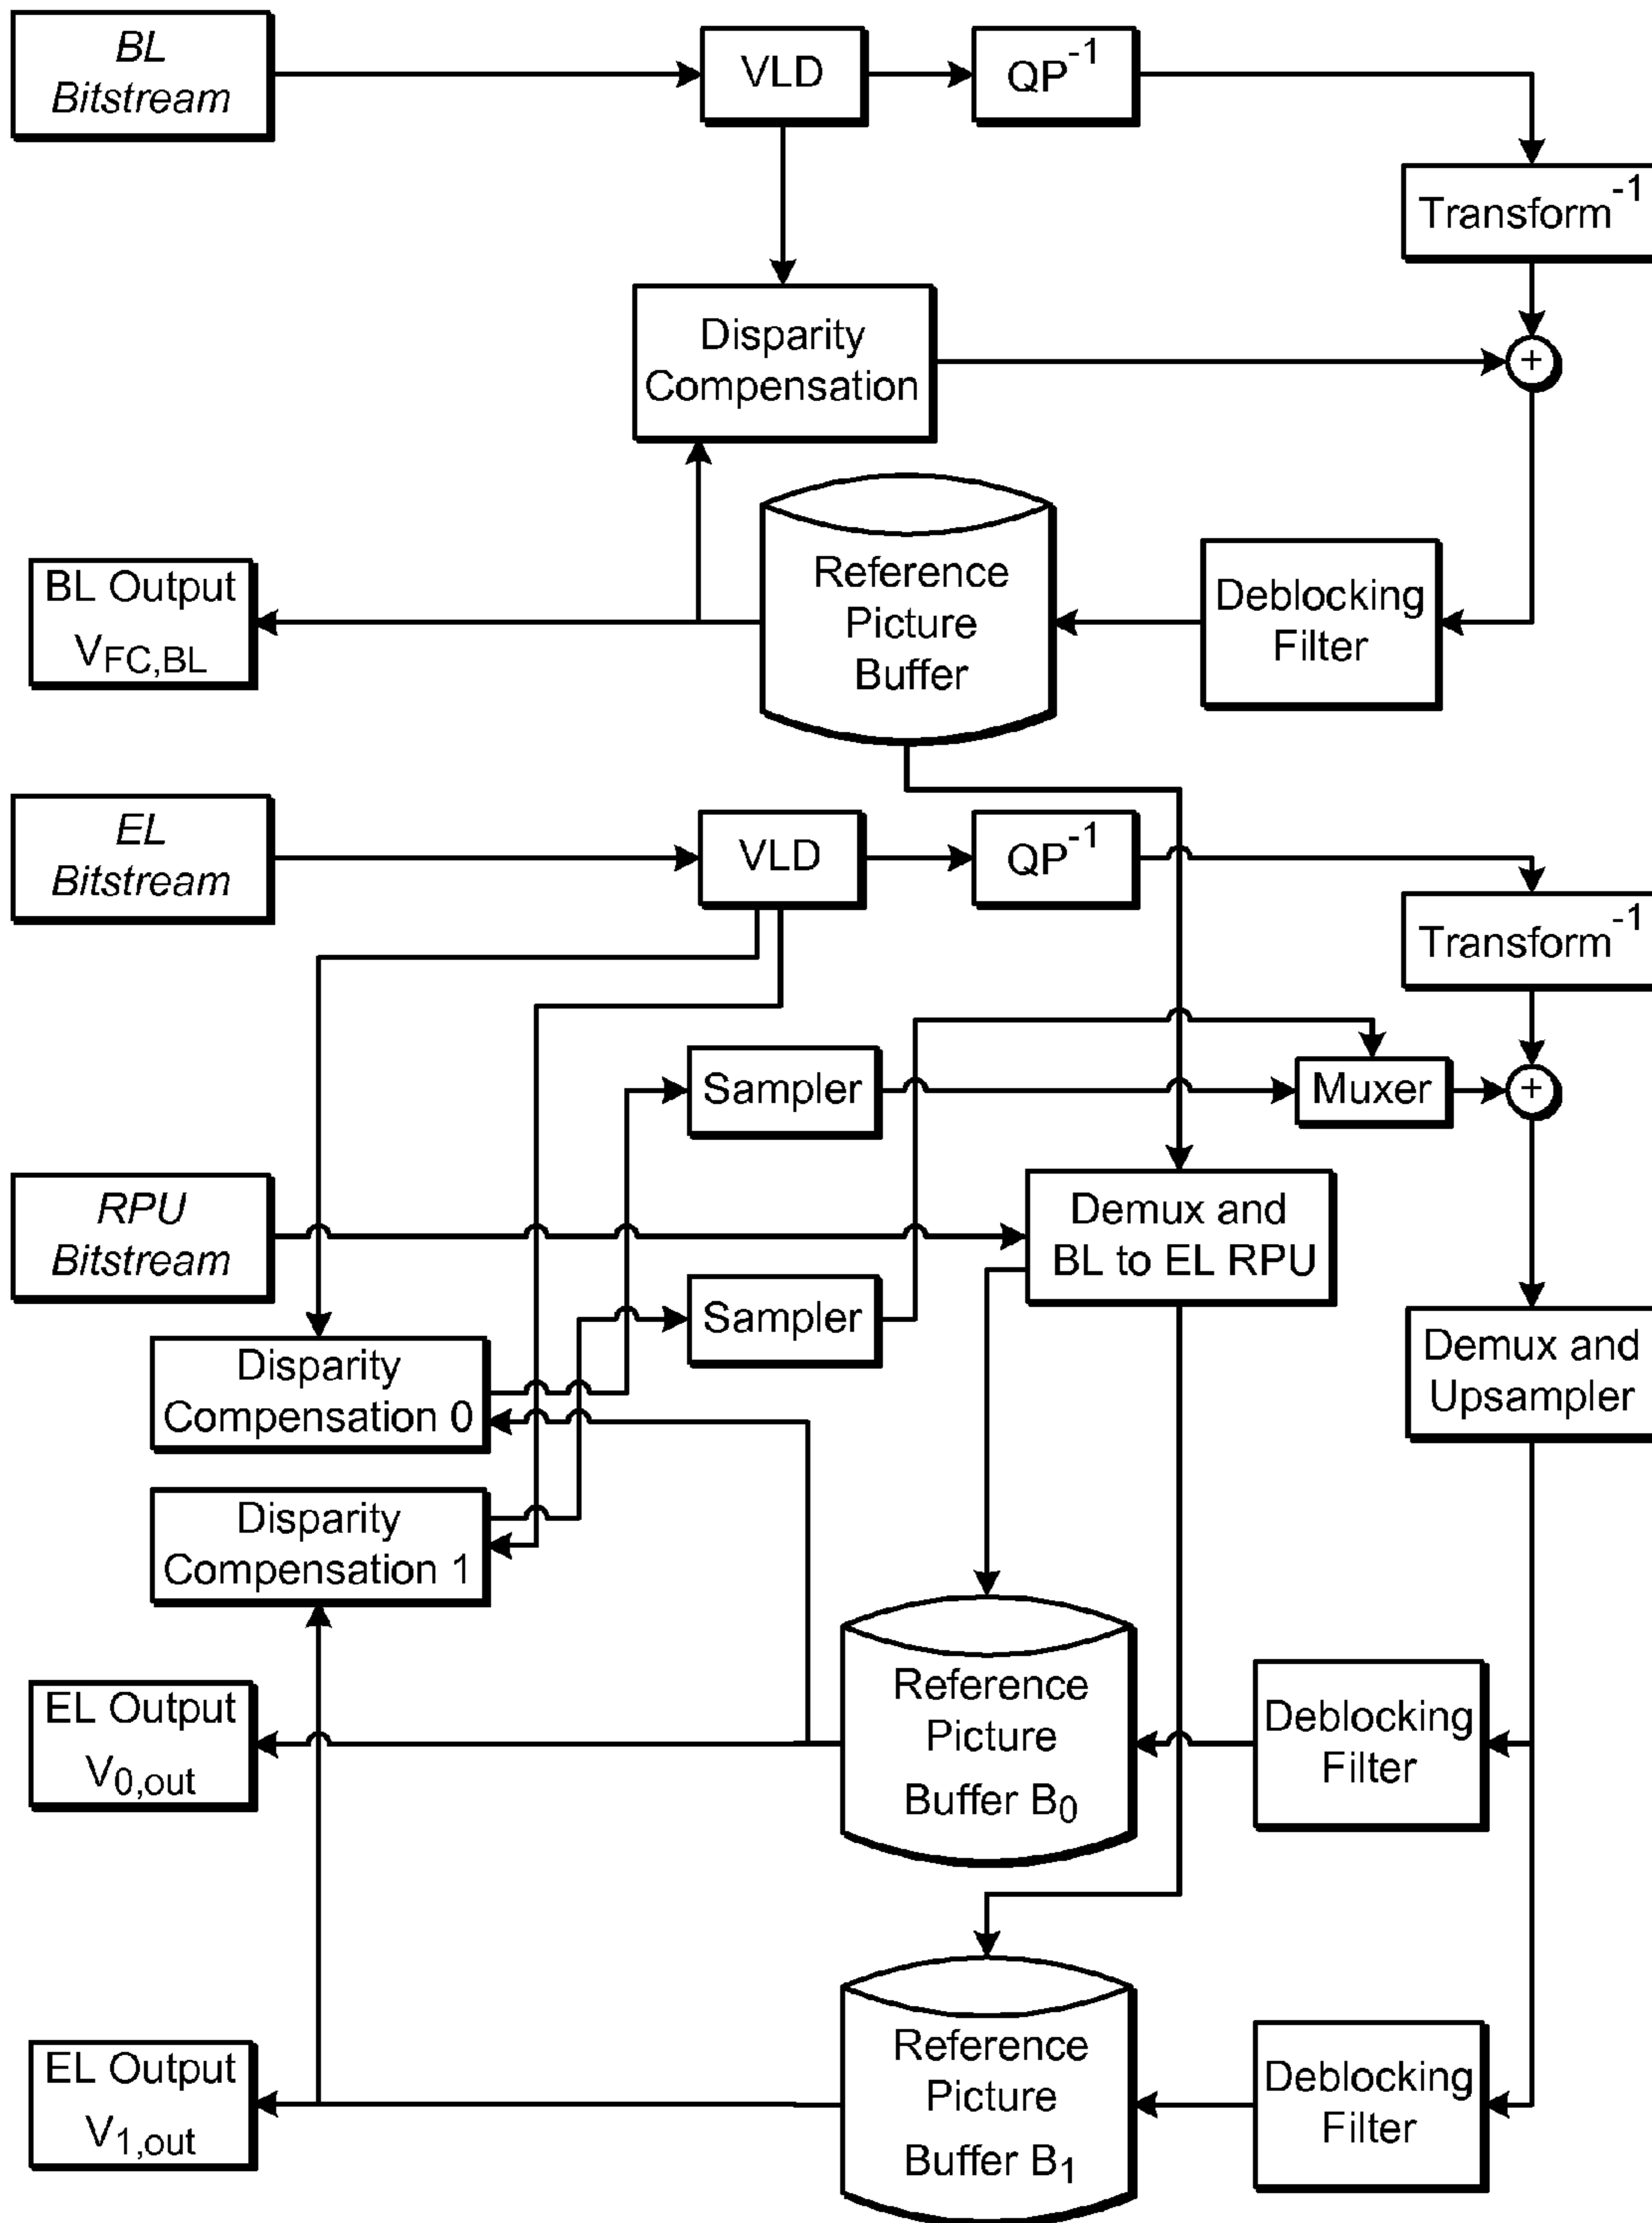 BL
Bitstream
VLD
QP⁻¹
Transform⁻¹
Disparity
Compensation
+
BL Output
V_FC,BL
Reference
Picture
Buffer
Deblocking
Filter
EL
Bitstream
VLD
QP⁻¹
Transform⁻¹
Sampler
Muxer
+
RPU
Bitstream
Demux and
BL to EL RPU
Sampler
Disparity
Compensation 0
Demux and
Upsampler
Disparity
Compensation 1
EL Output
V₀,out
Reference
Picture
Buffer B₀
Deblocking
Filter
EL Output
V₁,out
Reference
Picture
Buffer B₁
Deblocking
Filter